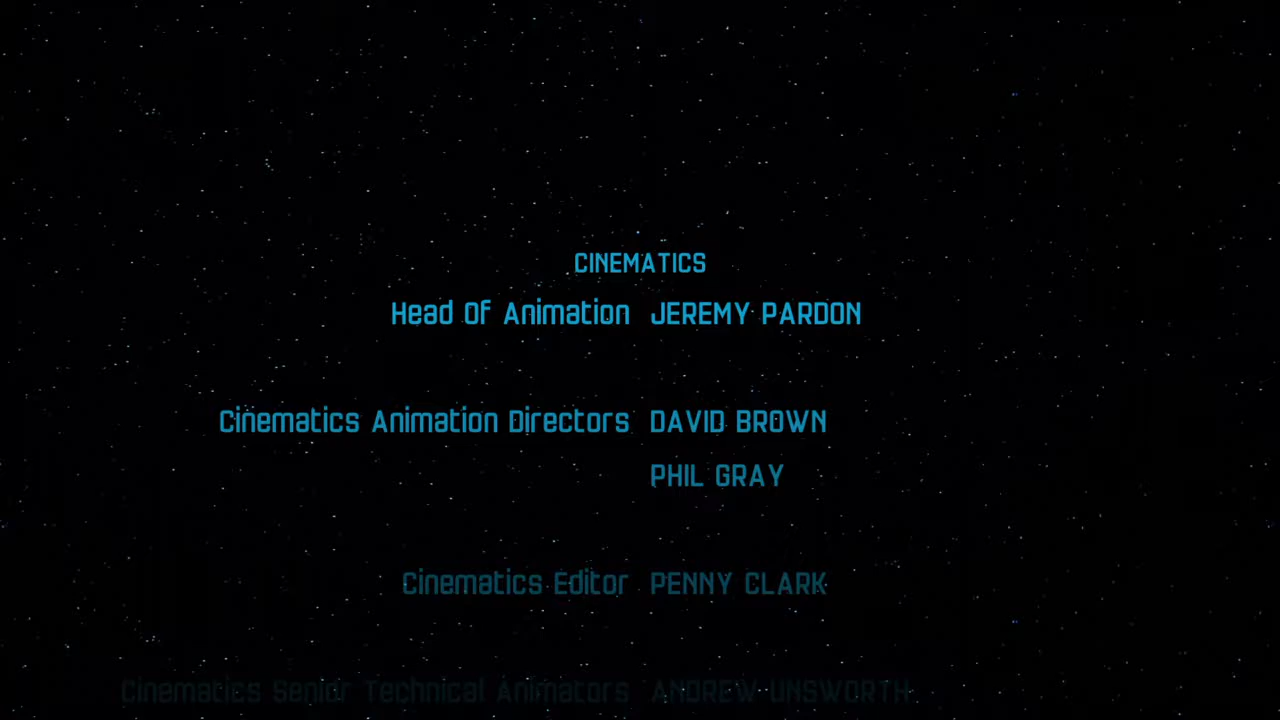 CINEMATICS
Head Of Animation JEREMY PARDON
Cinematics Animation Directors DAVID BROWN
PHIL GRAY
Cinematics Editor PENNY CLARK
Cinematics Senior Technical Animators ANDREW UNSWORTH